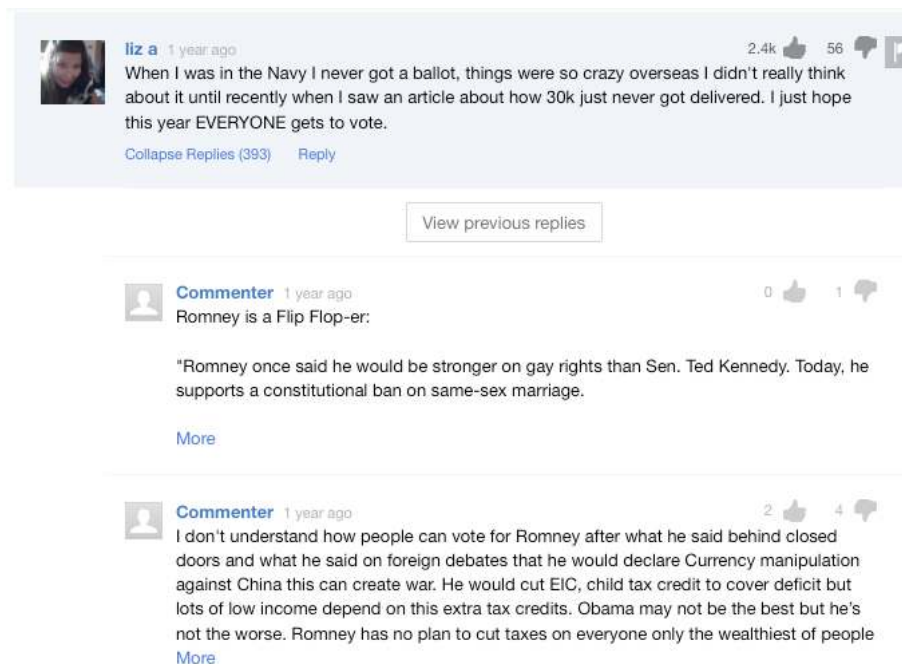 liz a 1 year ago 2.4k 56
When I was in the Navy I never got a ballot, things were so crazy overseas I didn't really think
about it until recently when I saw an article about how 30k just never got delivered. I just hope
this year EVERYONE gets to vote.
Collapse Replies (393) Reply
View previous replies
Commenter 1 year ago 0 1
Romney is a Flip Flop-er:
"Romney once said he would be stronger on gay rights than Sen. Ted Kennedy. Today, he
supports a constitutional ban on same-sex marriage.
More
Commenter 1 year ago 2 4
I don't understand how people can vote for Romney after what he said behind closed
doors and what he said on foreign debates that he would declare Currency manipulation
against China this can create war. He would cut EIC, child tax credit to cover deficit but
lots of low income depend on this extra tax credits. Obama may not be the best but he's
not the worse. Romney has no plan to cut taxes on everyone only the wealthiest of people
More